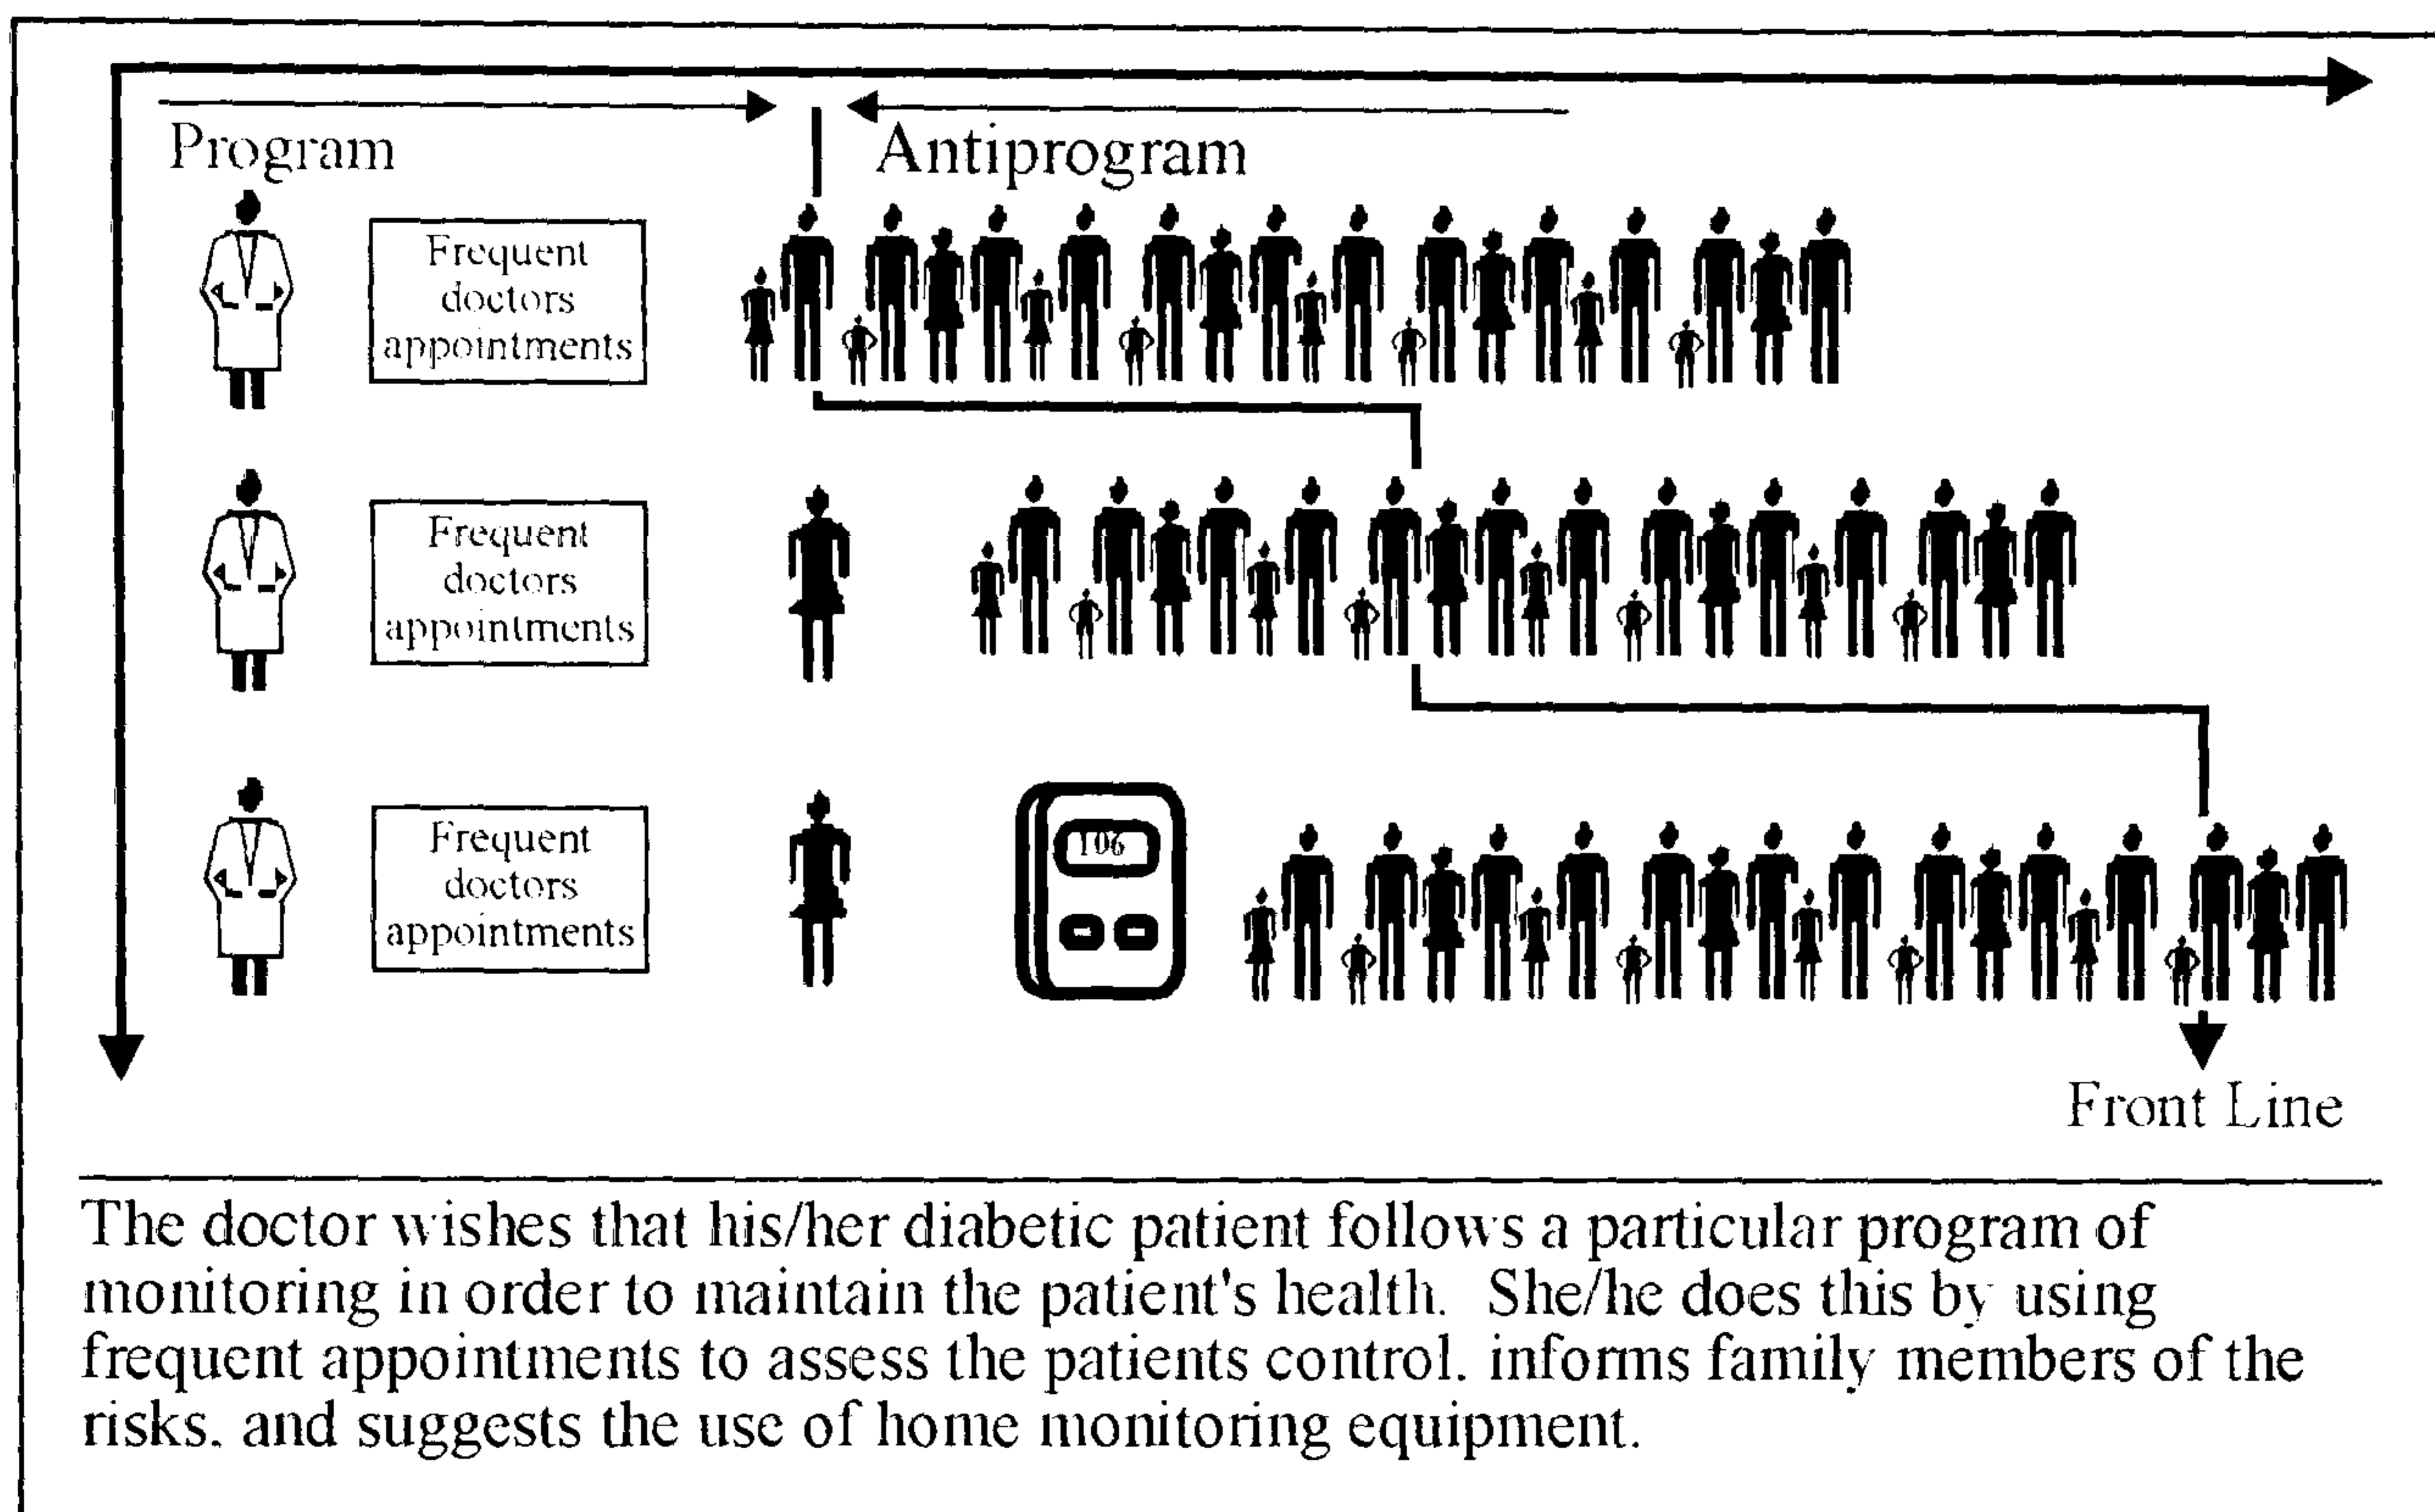 Program
Antiprogram
Frequent
doctors
appointments
Frequent
doctors
appointments
Frequent
doctors
appointments
106
Front Line
The doctor wishes that his/her diabetic patient follows a particular program of
monitoring in order to maintain the patient's health. She/he does this by using
frequent appointments to assess the patients control. informs family members of the
risks. and suggests the use of home monitoring equipment.